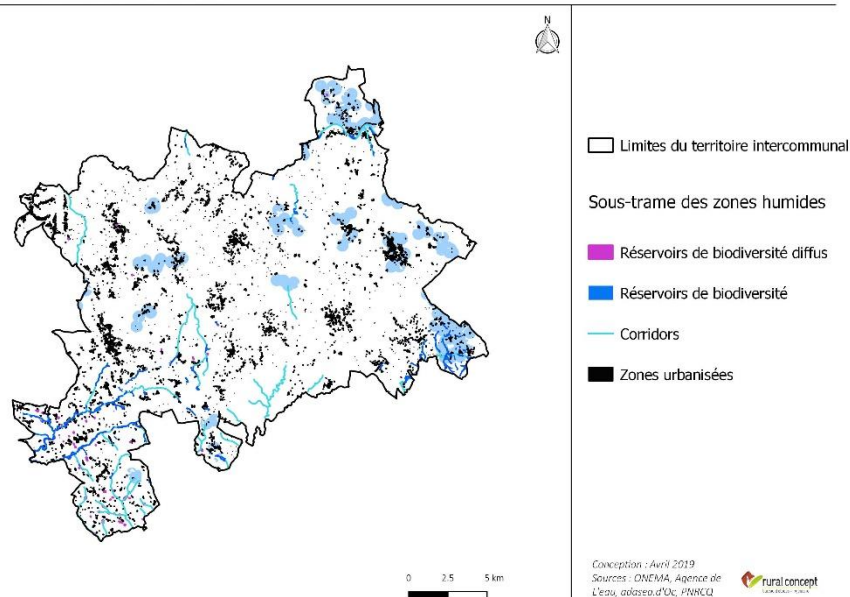 N
Limites du territoire intercommunal
Sous-trame des zones humides
Réservoirs de biodiversité diffus
Réservoirs de biodiversité
Corridors
Zones urbanisées
0 2.5 5 km
Conception : Avril 2019
Sources : ONEMA, Agence de
L'eau, adasea.d'Oc, PNRCQ
rural concept